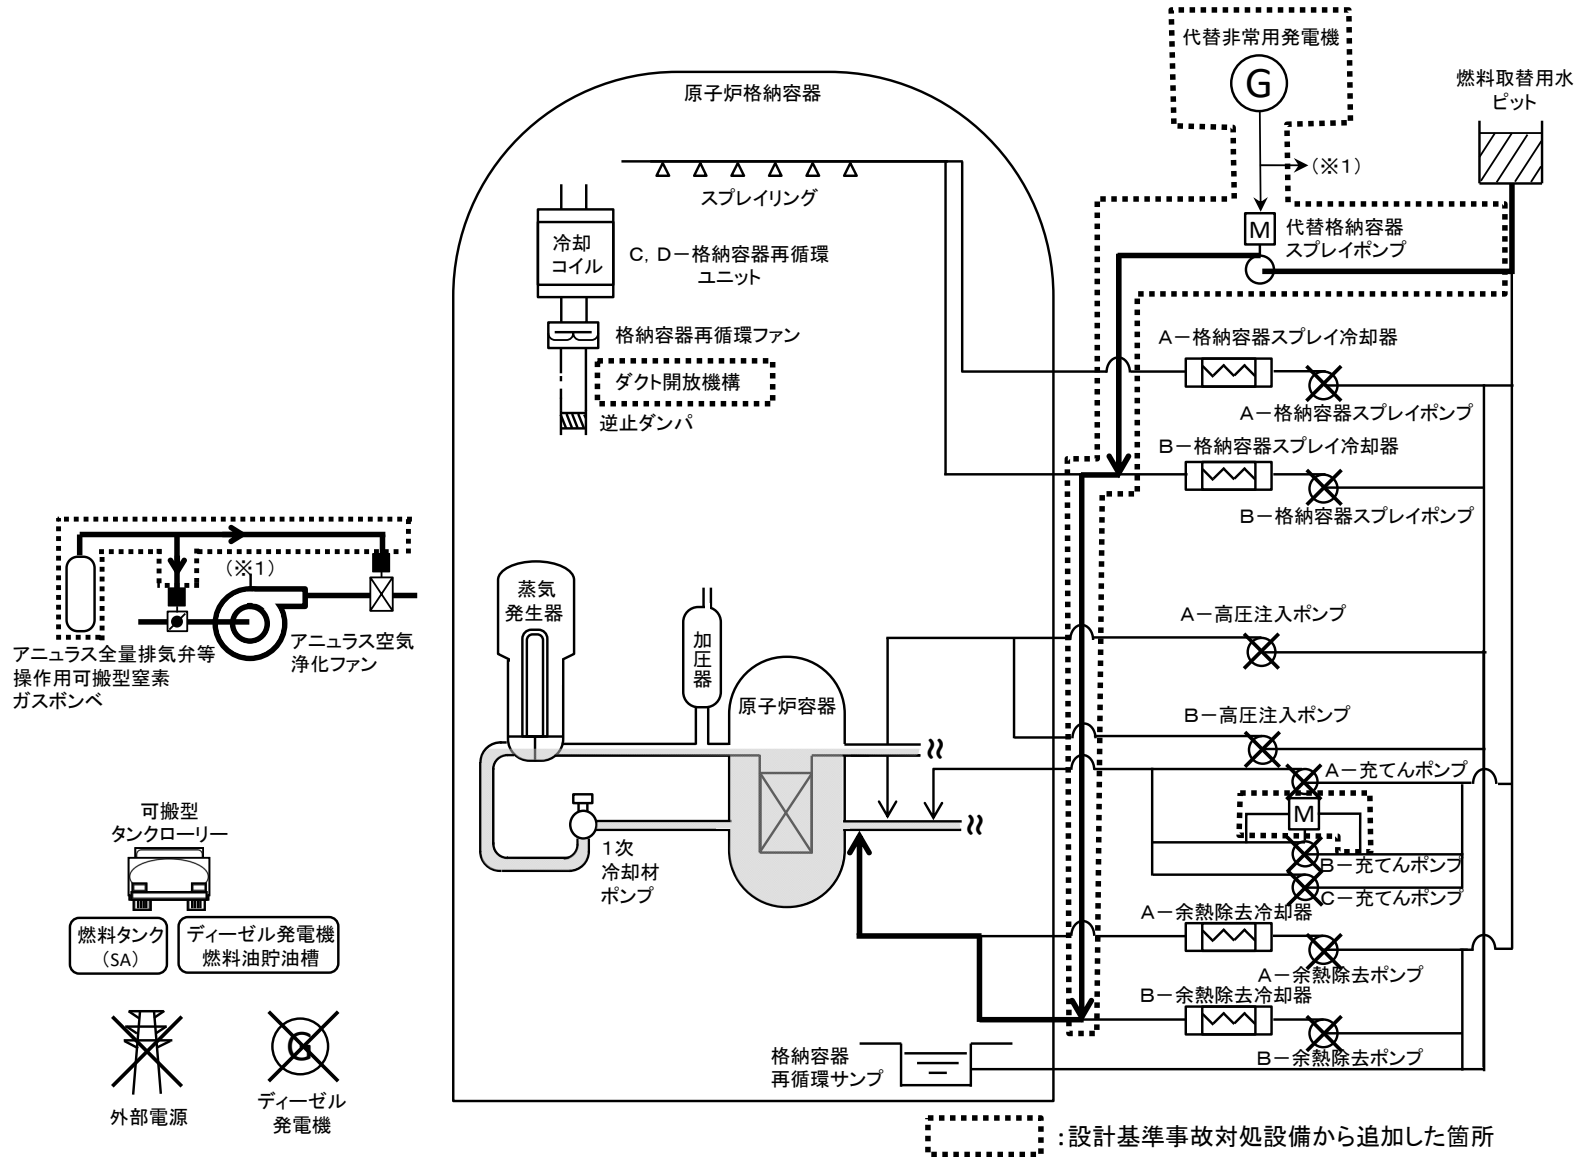 代替非常用発電機
G
(※1)
燃料取替用水
ピット
原子炉格納容器
スプレイリング
M
代替格納容器
スプレイポンプ
冷却
コイル
C, D－格納容器再循環
ユニット
格納容器再循環ファン
ダクト開放機構
逆止ダンパ
A－格納容器スプレイ冷却器
A－格納容器スプレイポンプ
B－格納容器スプレイ冷却器
B－格納容器スプレイポンプ
(※1)
アニュラス空気
浄化ファン
アニュラス全量排気弁等
操作用可搬型窒素
ガスボンベ
蒸気
発生器
加
圧
器
原子炉容器
1次
冷却材
ポンプ
A－高圧注入ポンプ
B－高圧注入ポンプ
A－充てんポンプ
M
B－充てんポンプ
C－充てんポンプ
A－余熱除去冷却器
A－余熱除去ポンプ
B－余熱除去冷却器
B－余熱除去ポンプ
可搬型
タンクローリー
燃料タンク
(SA)
ディーゼル発電機
燃料油貯油槽
外部電源
G
ディーゼル
発電機
格納容器
再循環サンプ
：設計基準事故対処設備から追加した箇所